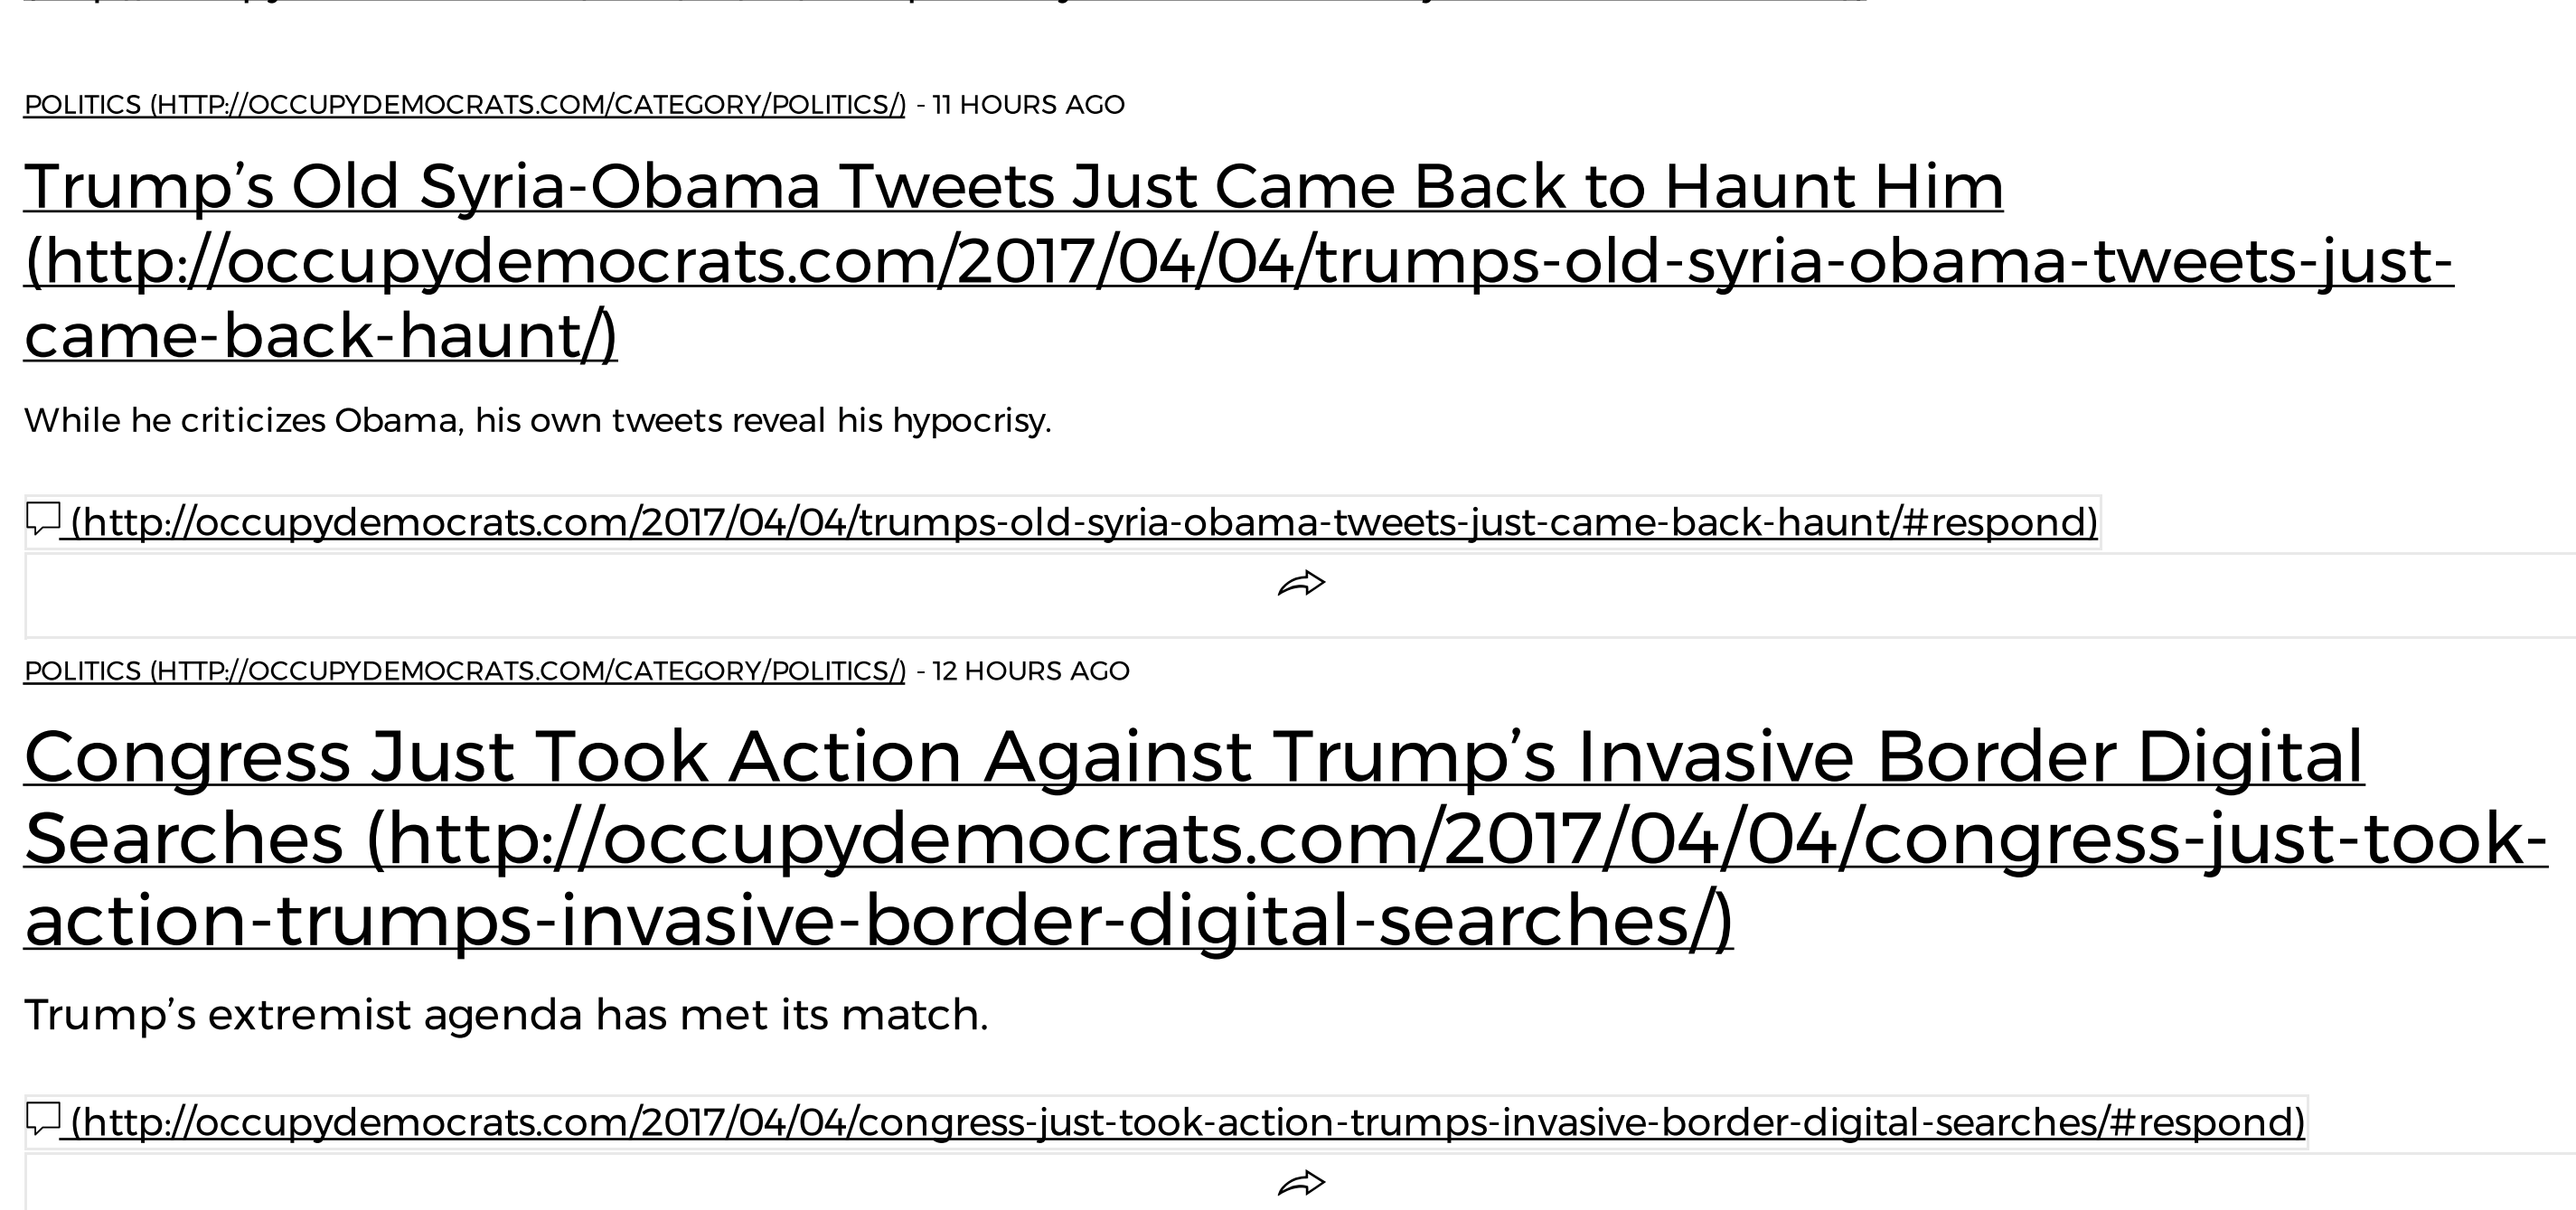 POLITICS (HTTP://OCCUPYDEMOCRATS.COM/CATEGORY/POLITICS/) - 11 HOURS AGO
Trump’s Old Syria-Obama Tweets Just Came Back to Haunt Him
(http://occupydemocrats.com/2017/04/04/trumps-old-syria-obama-tweets-just-
came-back-haunt/)
While he criticizes Obama, his own tweets reveal his hypocrisy.
(http://occupydemocrats.com/2017/04/04/trumps-old-syria-obama-tweets-just-came-back-haunt/#respond)
POLITICS (HTTP://OCCUPYDEMOCRATS.COM/CATEGORY/POLITICS/) - 12 HOURS AGO
Congress Just Took Action Against Trump’s Invasive Border Digital
Searches (http://occupydemocrats.com/2017/04/04/congress-just-took-
action-trumps-invasive-border-digital-searches/)
Trump’s extremist agenda has met its match.
(http://occupydemocrats.com/2017/04/04/congress-just-took-action-trumps-invasive-border-digital-searches/#respond)